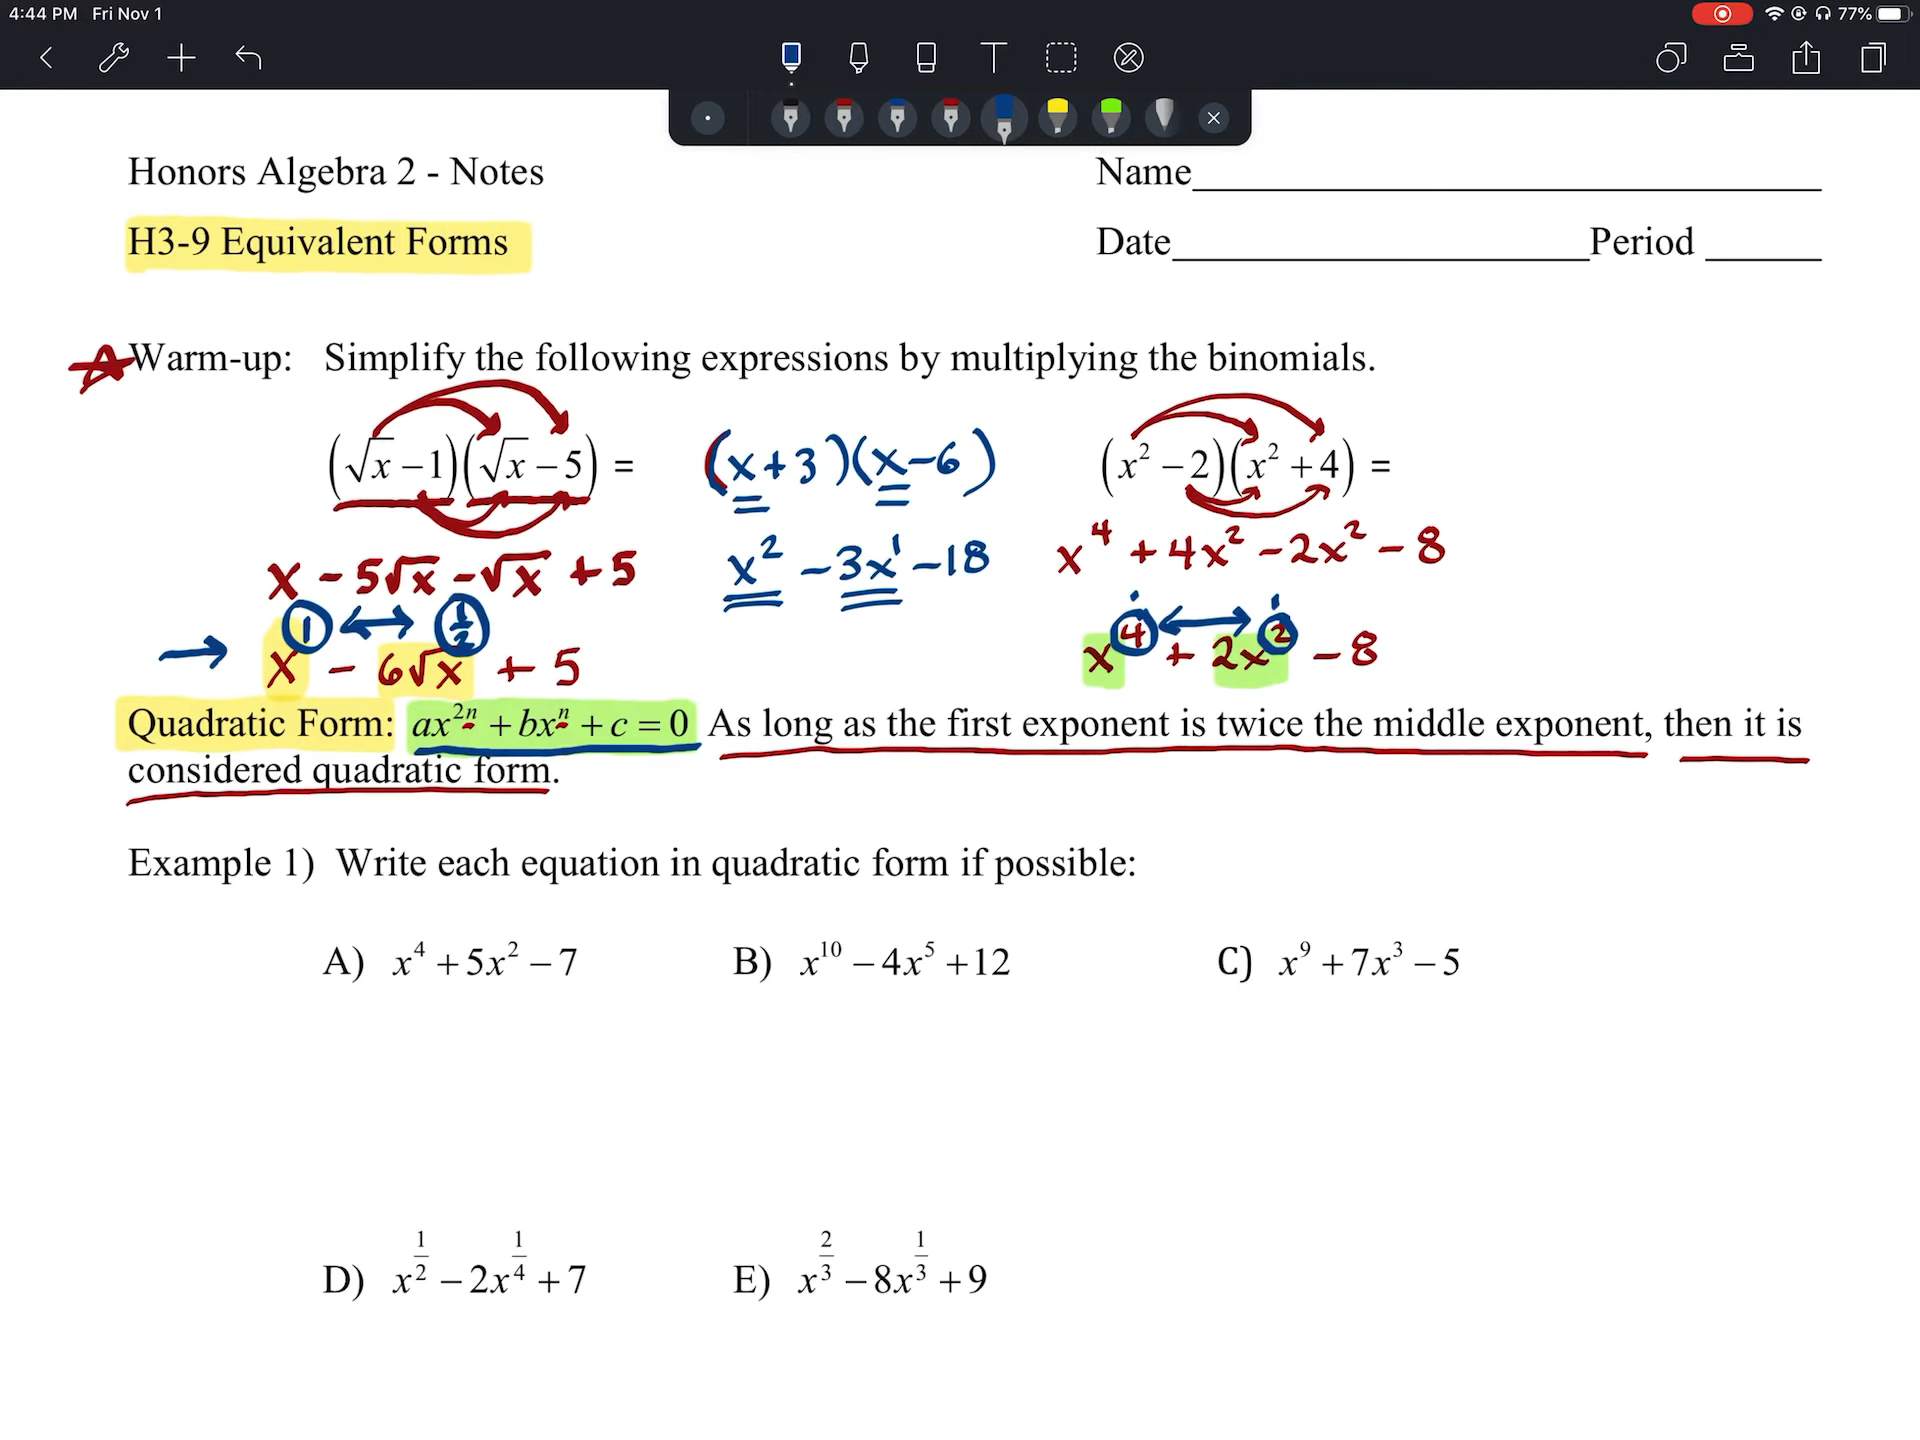 4:44 PM Fri Nov 1 77%
Honors Algebra 2 - Notes Name
H3-9 Equivalent Forms Date Period
Warm-up: Simplify the following expressions by multiplying the binomials.
(√x − 1)(√x − 5) = (x + 3)(x − 6) (x² − 2)(x² + 4) =
x − 5√x − √x + 5 x² − 3x¹ − 18 x⁴ + 4x² − 2x² − 8
1 ↔ 1/2
→ x − 6√x + 5 x⁴ + 2x² − 8
Quadratic Form: ax²ⁿ + bxⁿ + c = 0 As long as the first exponent is twice the middle exponent, then it is
considered quadratic form.
Example 1) Write each equation in quadratic form if possible:
A) x⁴ + 5x² − 7 B) x¹⁰ − 4x⁵ + 12 C) x⁹ + 7x³ − 5
D) x^(1/2) − 2x^(1/4) + 7 E) x^(2/3) − 8x^(1/3) + 9